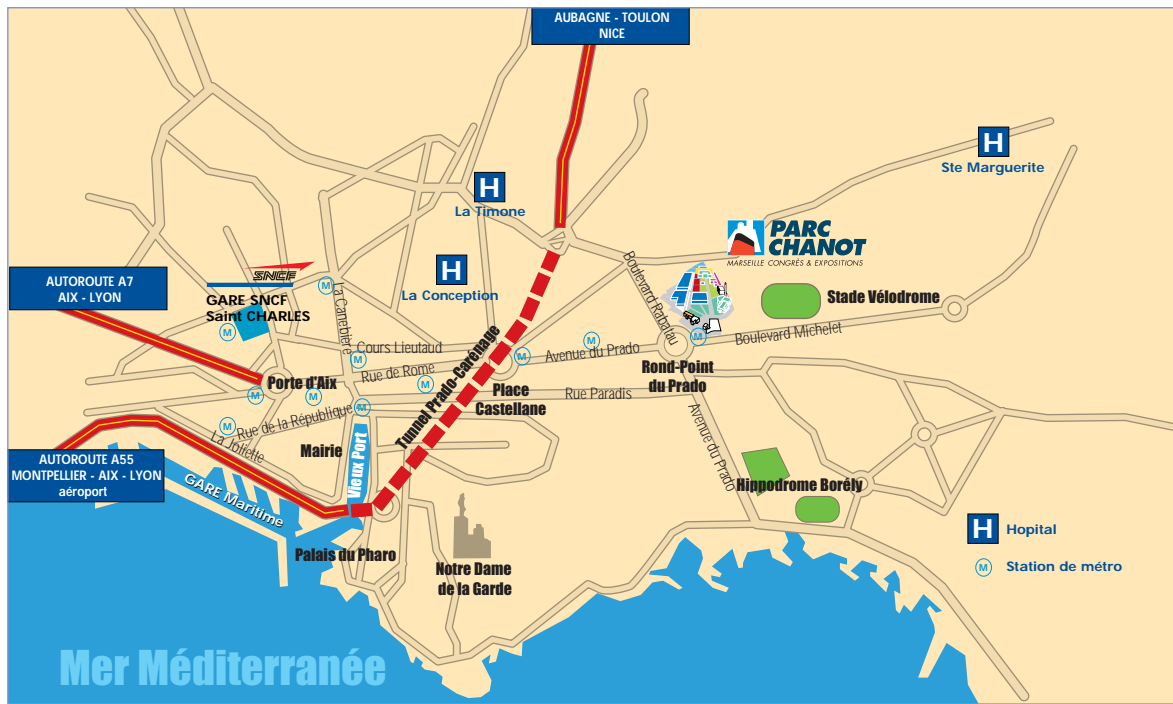 AUBAGNE - TOULON
NICE
H
Ste Marguerite
H
La Timone
PARC
CHANOT
MARSEILLE CONGRÈS & EXPOSITIONS
H
La Conception
Boulevard Rabatau
AUTOROUTE A7
AIX - LYON
SNCF
GARE SNCF
Saint CHARLES
M
M
La Canebière
Stade Vélodrome
Boulevard Michelet
M
Cours Lieutaud
M
Rue de Rome
M
Tunnel Prado-Carénage
M
Avenue du Prado
M
Rond-Point
du Prado
Porte d'Aix
M
M
M
Place
Castellane
Rue Paradis
M
Rue de la République
M
La Joliette
Mairie
Vieux Port
Avenue du Prado
AUTOROUTE A55
MONTPELLIER - AIX - LYON
aéroport
GARE Maritime
Hippodrome Borély
Palais du Pharo
Notre Dame
de la Garde
H Hopital
M Station de métro
Mer Méditerranée